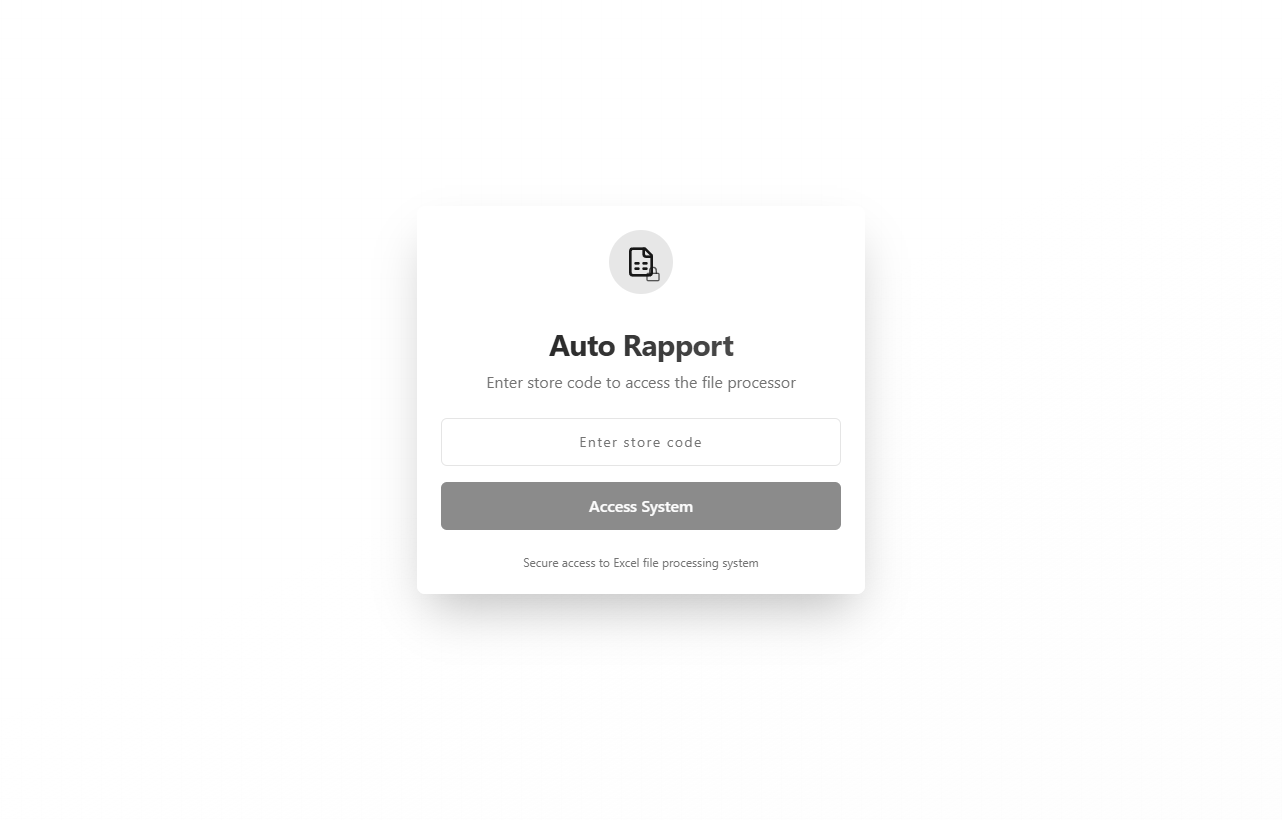 Auto Rapport
Enter store code to access the file processor
Enter store code
Access System
Secure access to Excel file processing system